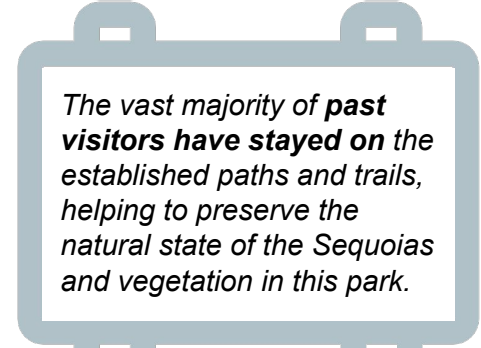 The vast majority of past
visitors have stayed on the
established paths and trails,
helping to preserve the
natural state of the Sequoias
and vegetation in this park.